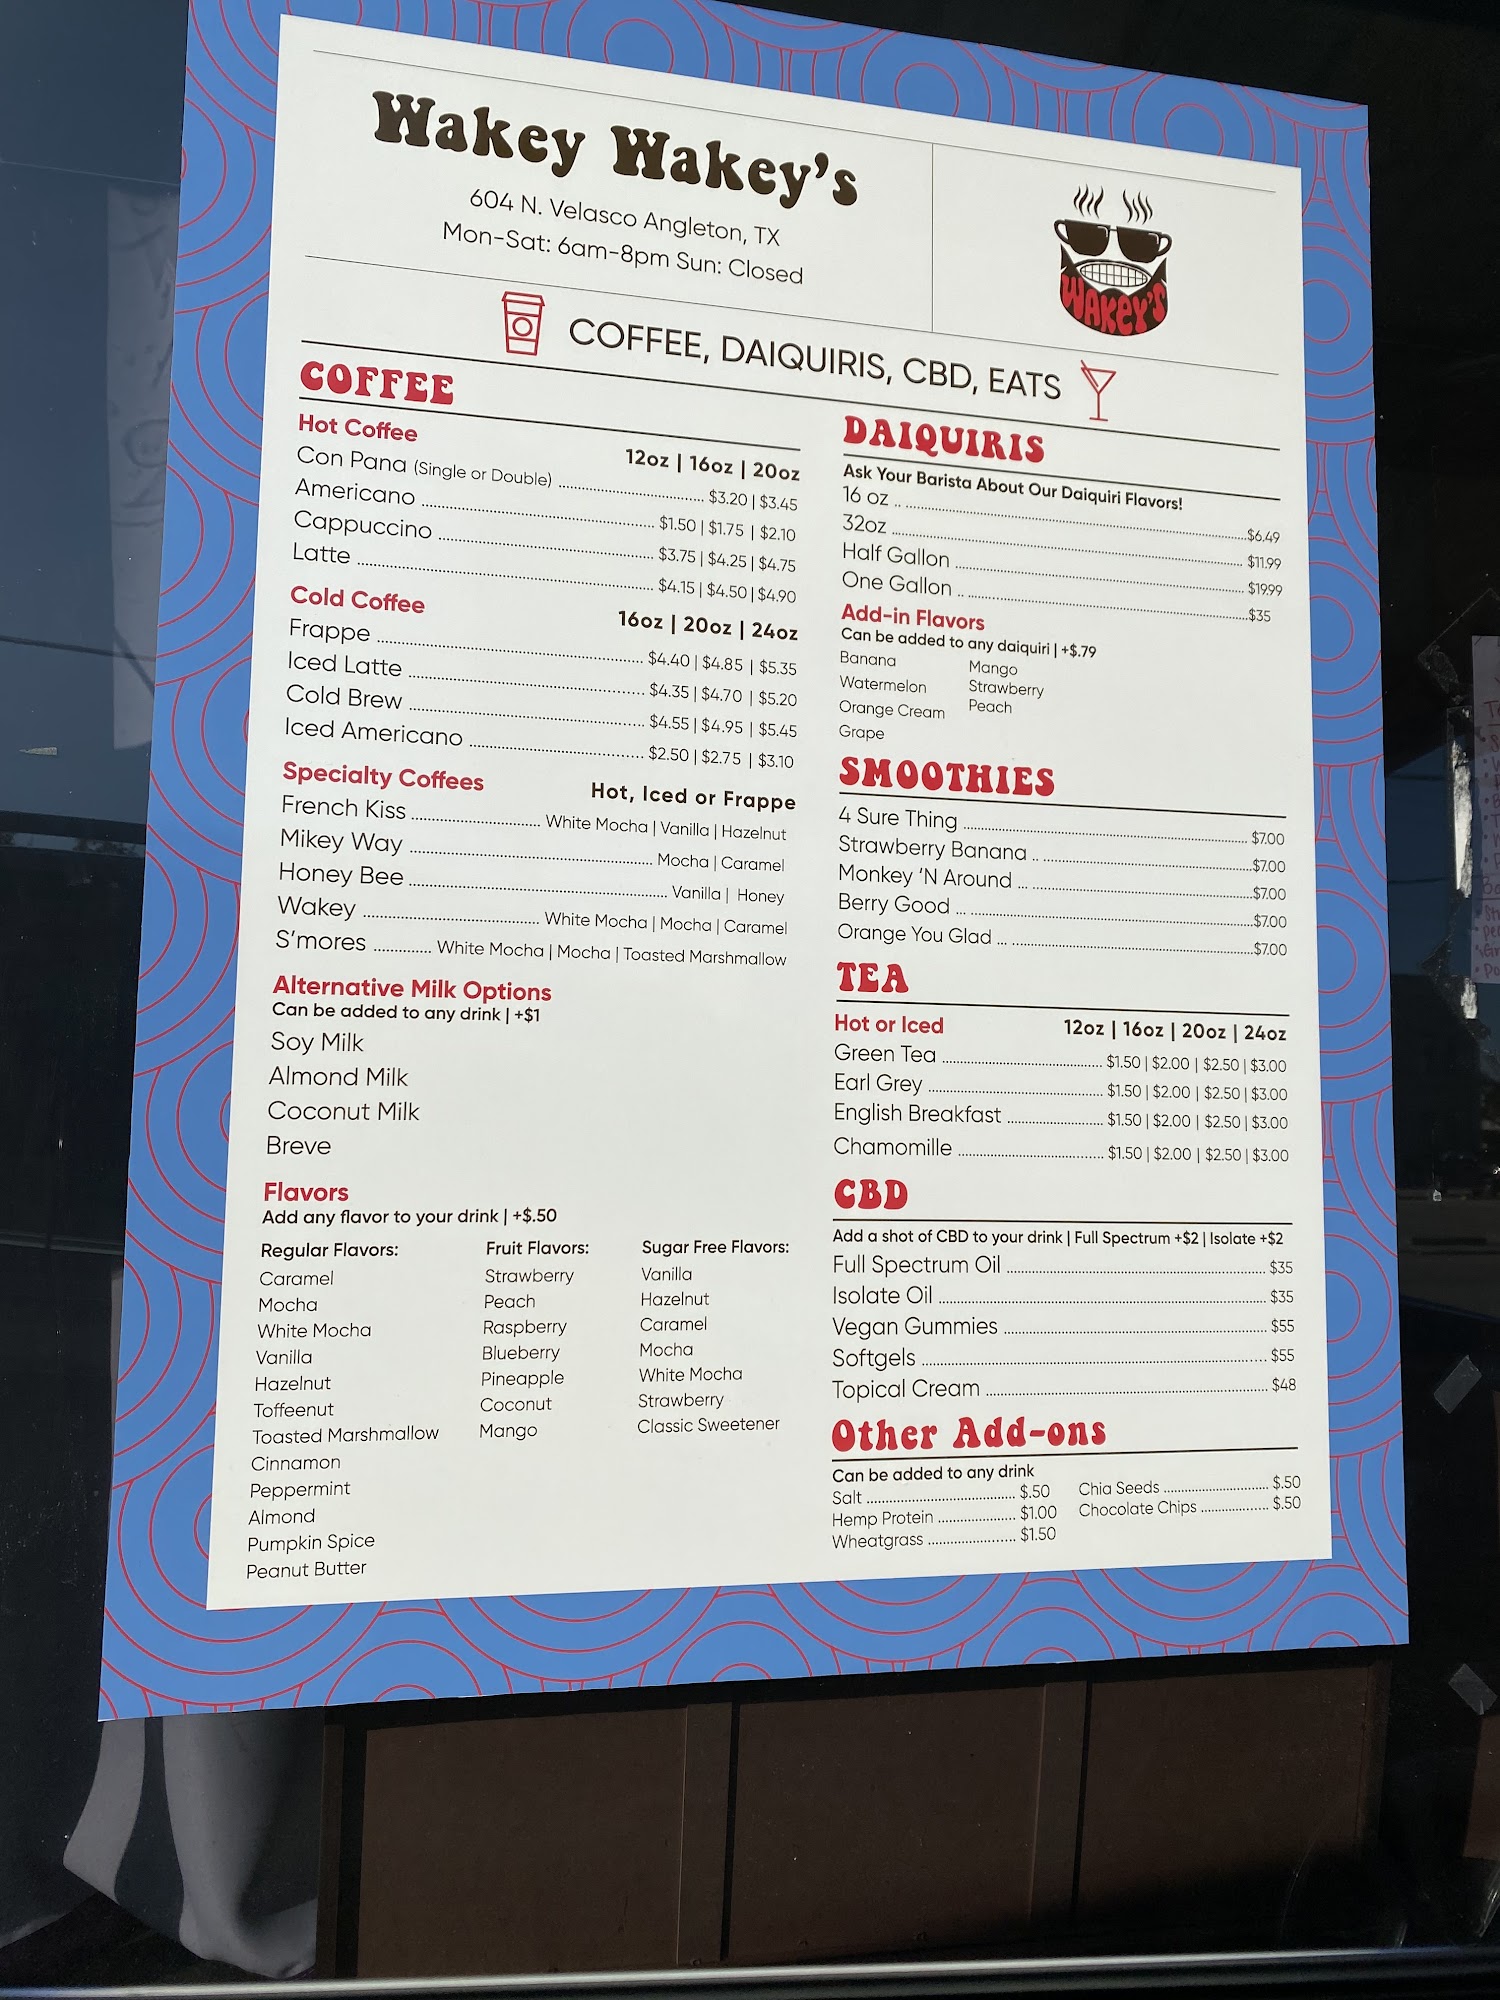 Wakey Wakey's
604 N. Velasco Angleton, TX
Mon-Sat: 6am-8pm Sun: Closed
WAKEY'S
COFFEE, DAIQUIRIS, CBD, EATS
COFFEE
Hot Coffee 12oz | 16oz | 20oz
Con Pana (Single or Double) $3.20 | $3.45
Americano $1.50 | $1.75 | $2.10
Cappuccino $3.75 | $4.25 | $4.75
Latte $4.15 | $4.50 | $4.90
Cold Coffee 16oz | 20oz | 24oz
Frappe $4.40 | $4.85 | $5.35
Iced Latte $4.35 | $4.70 | $5.20
Cold Brew $4.55 | $4.95 | $5.45
Iced Americano $2.50 | $2.75 | $3.10
Specialty Coffees Hot, Iced or Frappe
French Kiss White Mocha | Vanilla | Hazelnut
Mikey Way Mocha | Caramel
Honey Bee Vanilla | Honey
Wakey White Mocha | Mocha | Caramel
S'mores White Mocha | Mocha | Toasted Marshmallow
Alternative Milk Options
Can be added to any drink | +$1
Soy Milk
Almond Milk
Coconut Milk
Breve
Flavors
Add any flavor to your drink | +$.50
Regular Flavors:
Caramel
Mocha
White Mocha
Vanilla
Hazelnut
Toffeenut
Toasted Marshmallow
Cinnamon
Peppermint
Almond
Pumpkin Spice
Peanut Butter
Fruit Flavors:
Strawberry
Peach
Raspberry
Blueberry
Pineapple
Coconut
Mango
Sugar Free Flavors:
Vanilla
Hazelnut
Caramel
Mocha
White Mocha
Strawberry
Classic Sweetener
DAIQUIRIS
Ask Your Barista About Our Daiquiri Flavors!
16 oz $6.49
32oz $11.99
Half Gallon $19.99
One Gallon $35
Add-in Flavors
Can be added to any daiquiri | +$.79
Banana
Watermelon
Orange Cream
Grape
Mango
Strawberry
Peach
SMOOTHIES
4 Sure Thing $7.00
Strawberry Banana $7.00
Monkey 'N Around $7.00
Berry Good $7.00
Orange You Glad $7.00
TEA
Hot or Iced 12oz | 16oz | 20oz | 24oz
Green Tea $1.50 | $2.00 | $2.50 | $3.00
Earl Grey $1.50 | $2.00 | $2.50 | $3.00
English Breakfast $1.50 | $2.00 | $2.50 | $3.00
Chamomille $1.50 | $2.00 | $2.50 | $3.00
CBD
Add a shot of CBD to your drink | Full Spectrum +$2 | Isolate +$2
Full Spectrum Oil $35
Isolate Oil $35
Vegan Gummies $55
Softgels $55
Topical Cream $48
Other Add-ons
Can be added to any drink
Salt $.50
Hemp Protein $1.00
Wheatgrass $1.50
Chia Seeds $.50
Chocolate Chips $.50